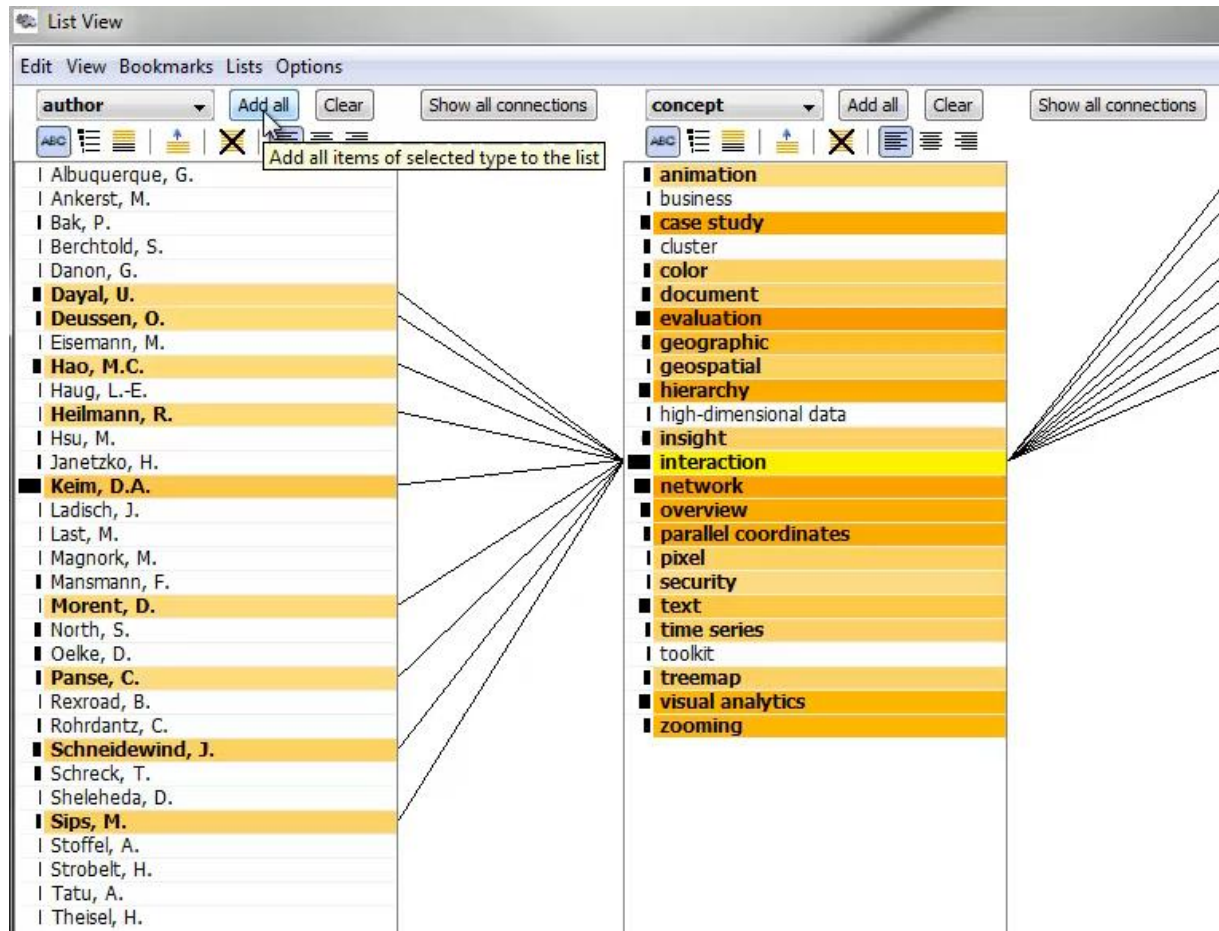 List View
Edit View Bookmarks Lists Options
author Add all Clear Show all connections concept Add all Clear Show all connections
ABC ABC
Add all items of selected type to the list
Albuquerque, G.
Ankerst, M.
Bak, P.
Berchtold, S.
Danon, G.
Dayal, U.
Deussen, O.
Eisemann, M.
Hao, M.C.
Haug, L.-E.
Heilmann, R.
Hsu, M.
Janetzko, H.
Keim, D.A.
Ladisch, J.
Last, M.
Magnork, M.
Mansmann, F.
Morent, D.
North, S.
Oelke, D.
Panse, C.
Rexroad, B.
Rohrdantz, C.
Schneidewind, J.
Schreck, T.
Sheleheda, D.
Sips, M.
Stoffel, A.
Strobelt, H.
Tatu, A.
Theisel, H.
animation
business
case study
cluster
color
document
evaluation
geographic
geospatial
hierarchy
high-dimensional data
insight
interaction
network
overview
parallel coordinates
pixel
security
text
time series
toolkit
treemap
visual analytics
zooming